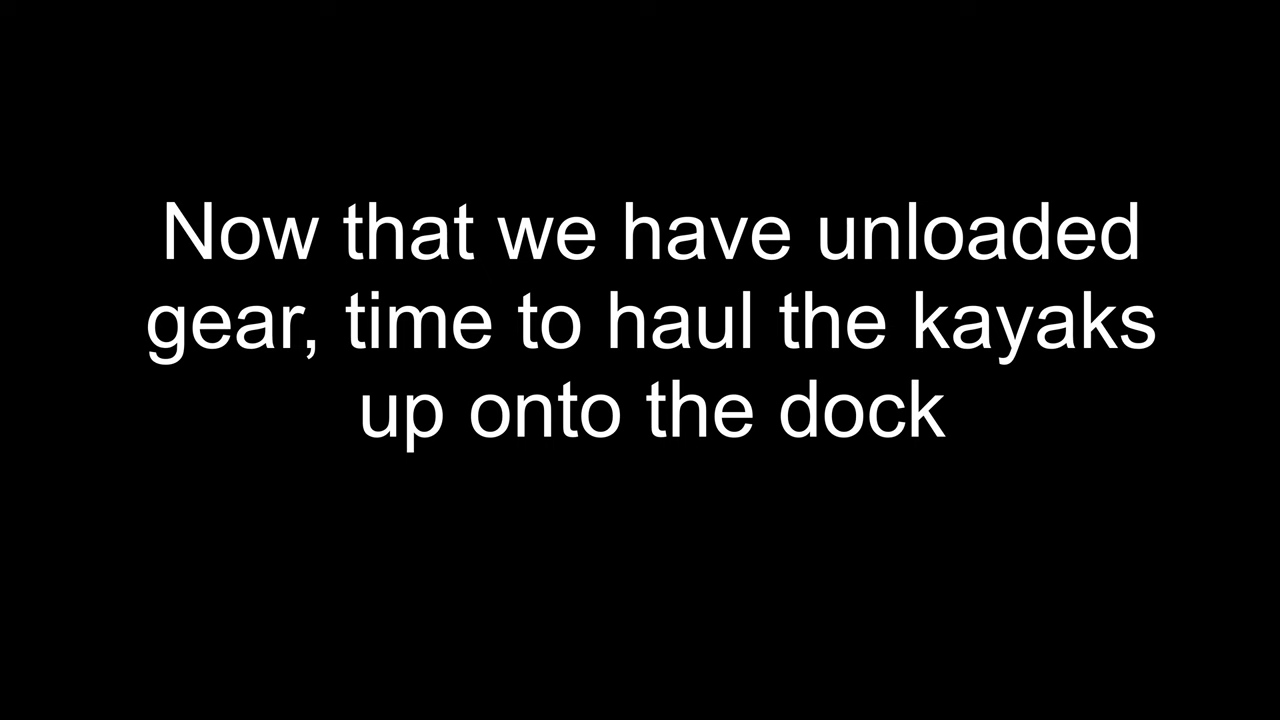 Now that we have unloaded
gear, time to haul the kayaks
up onto the dock